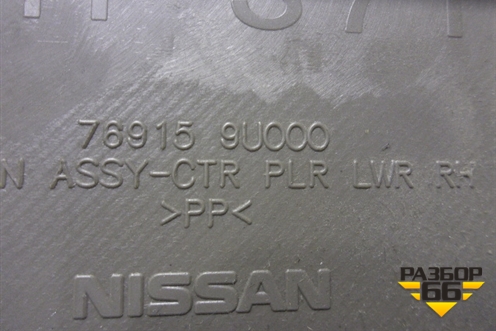 76915 9U000
N ASSY-CTR PLR LWR RH
>PP<
NISSAN
РАЗБОР
66